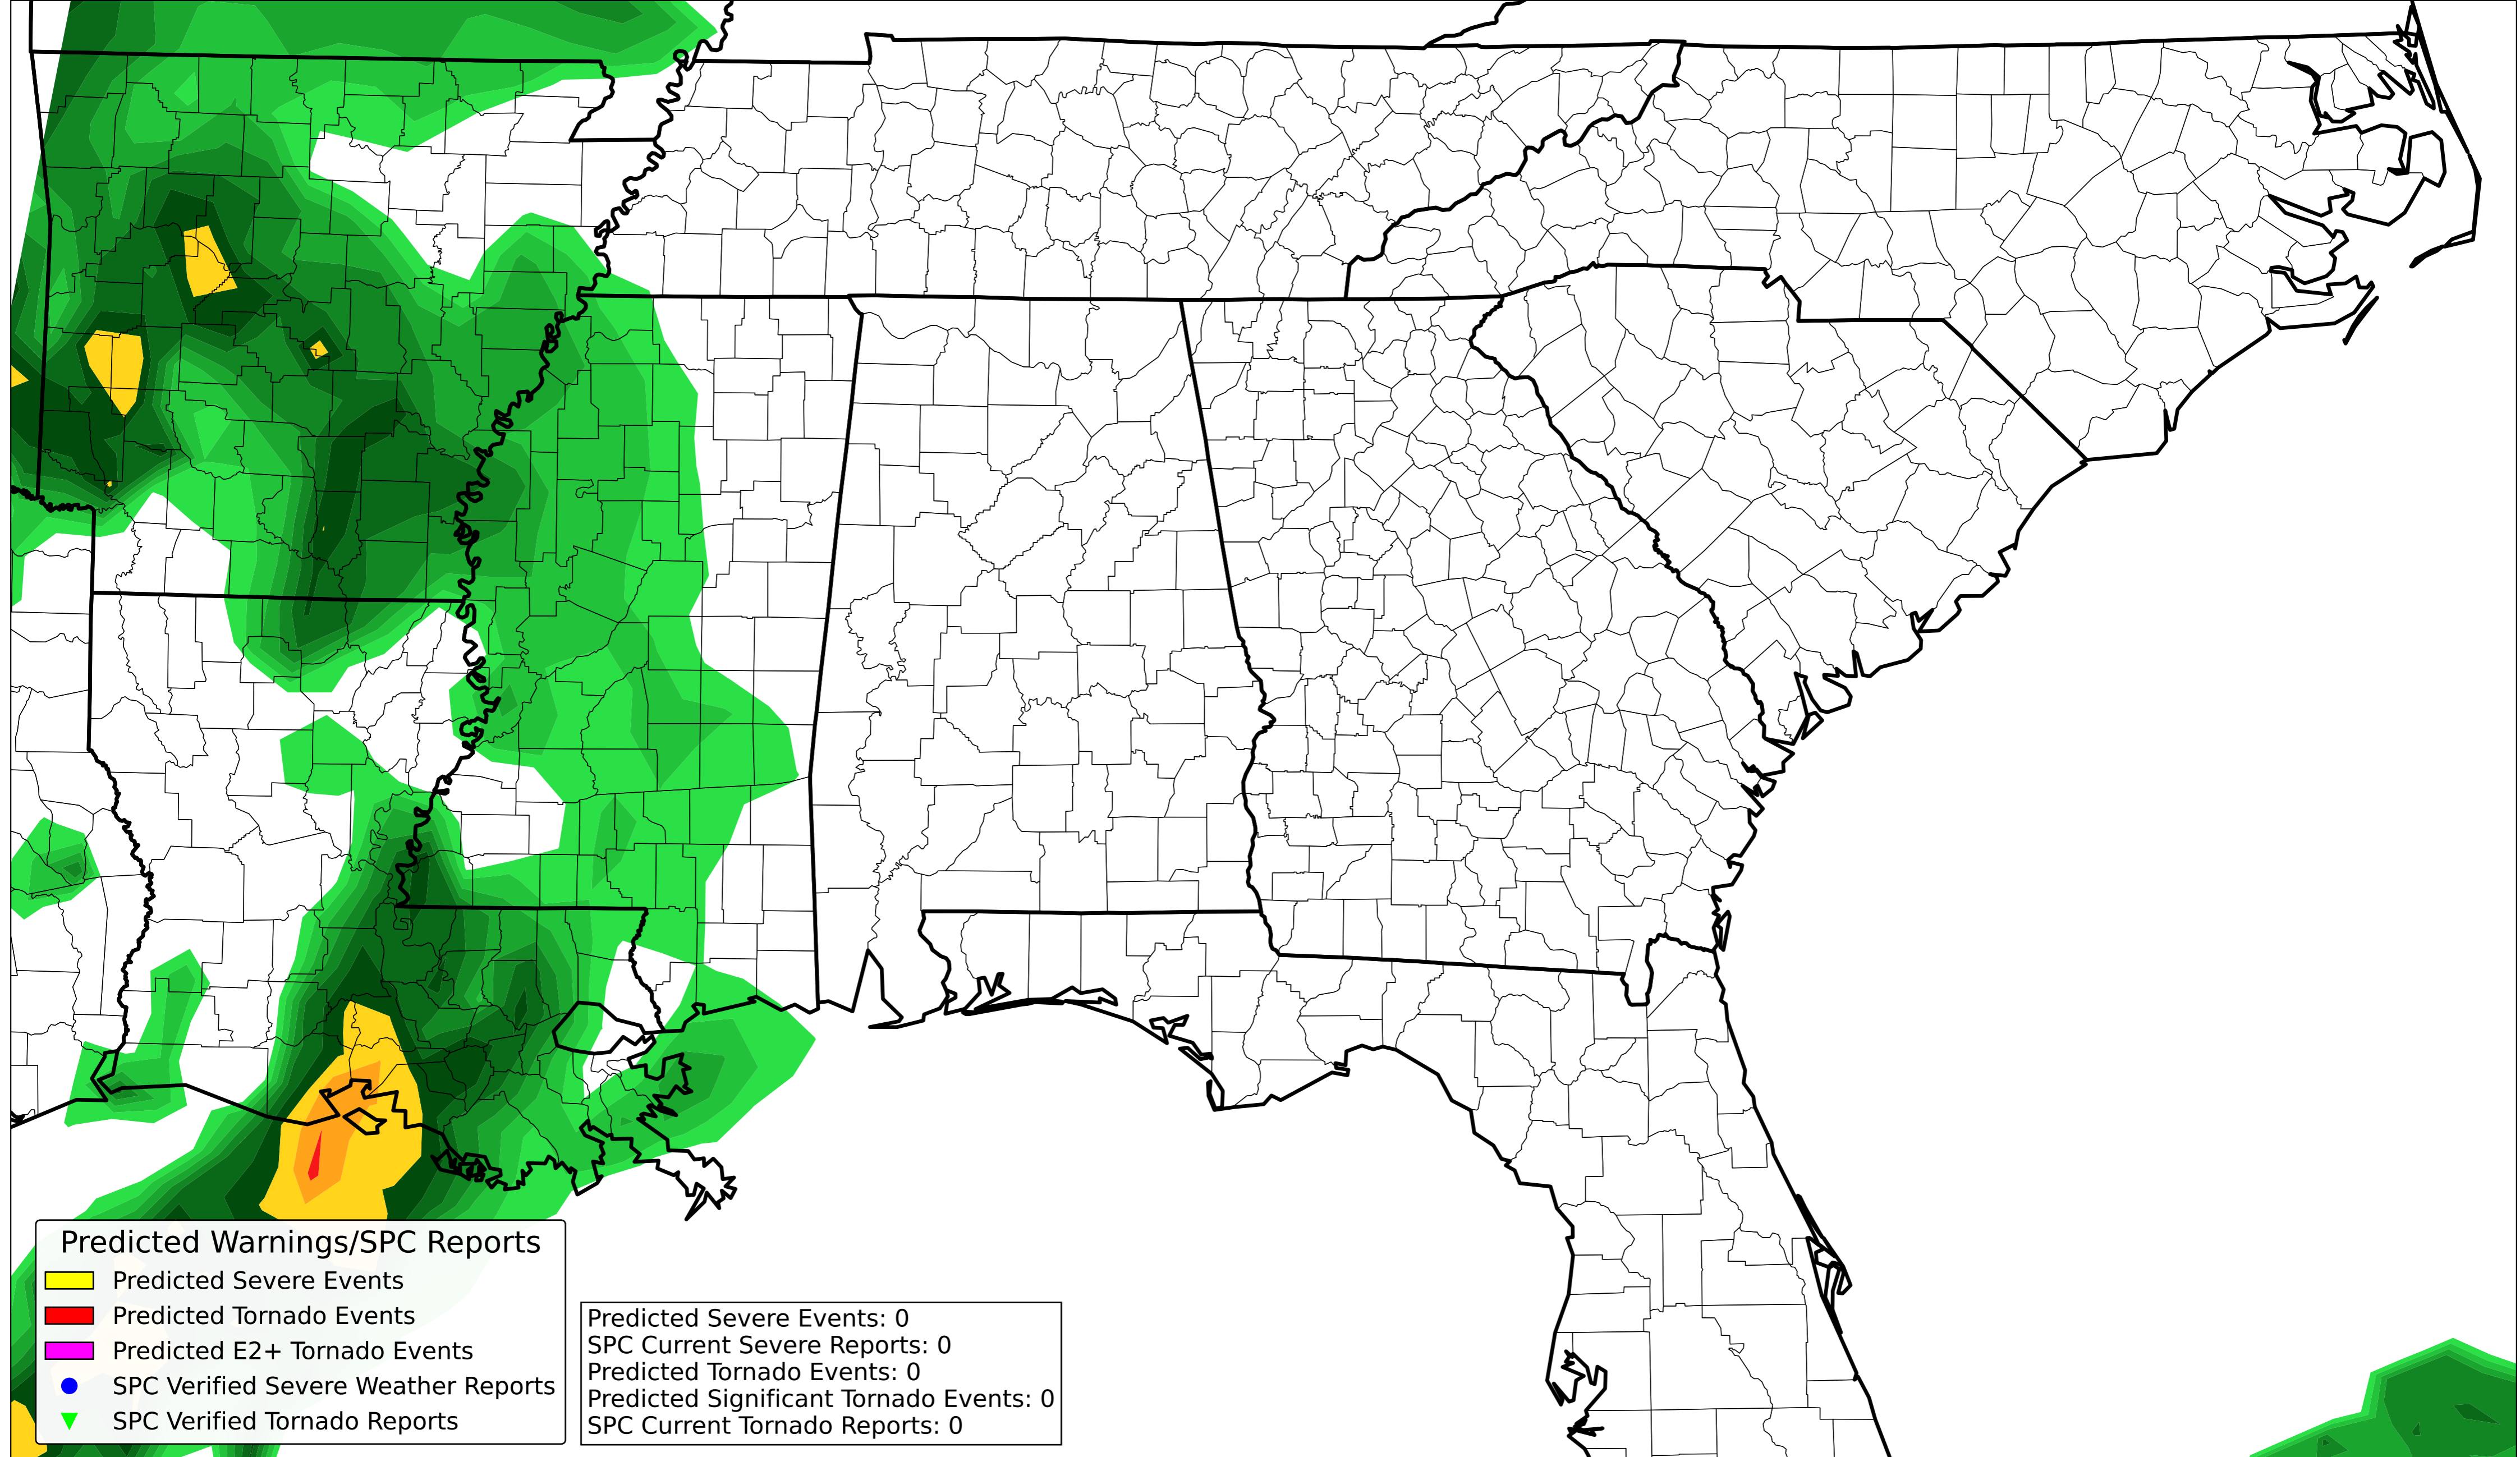 Predicted Warnings/SPC Reports
Predicted Severe Events
Predicted Tornado Events
Predicted E2+ Tornado Events
SPC Verified Severe Weather Reports
SPC Verified Tornado Reports
Predicted Severe Events: 0
SPC Current Severe Reports: 0
Predicted Tornado Events: 0
Predicted Significant Tornado Events: 0
SPC Current Tornado Reports: 0